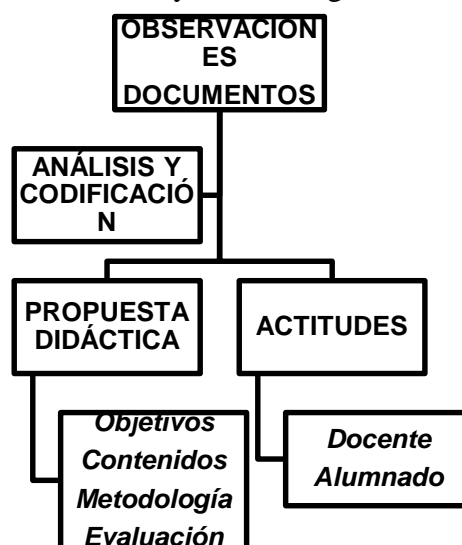 OBSERVACION
ES
DOCUMENTOS
ANÁLISIS Y
CODIFICACIÓ
N
PROPUESTA
DIDÁCTICA
ACTITUDES
Objetivos
Contenidos
Metodología
Evaluación
Docente
Alumnado